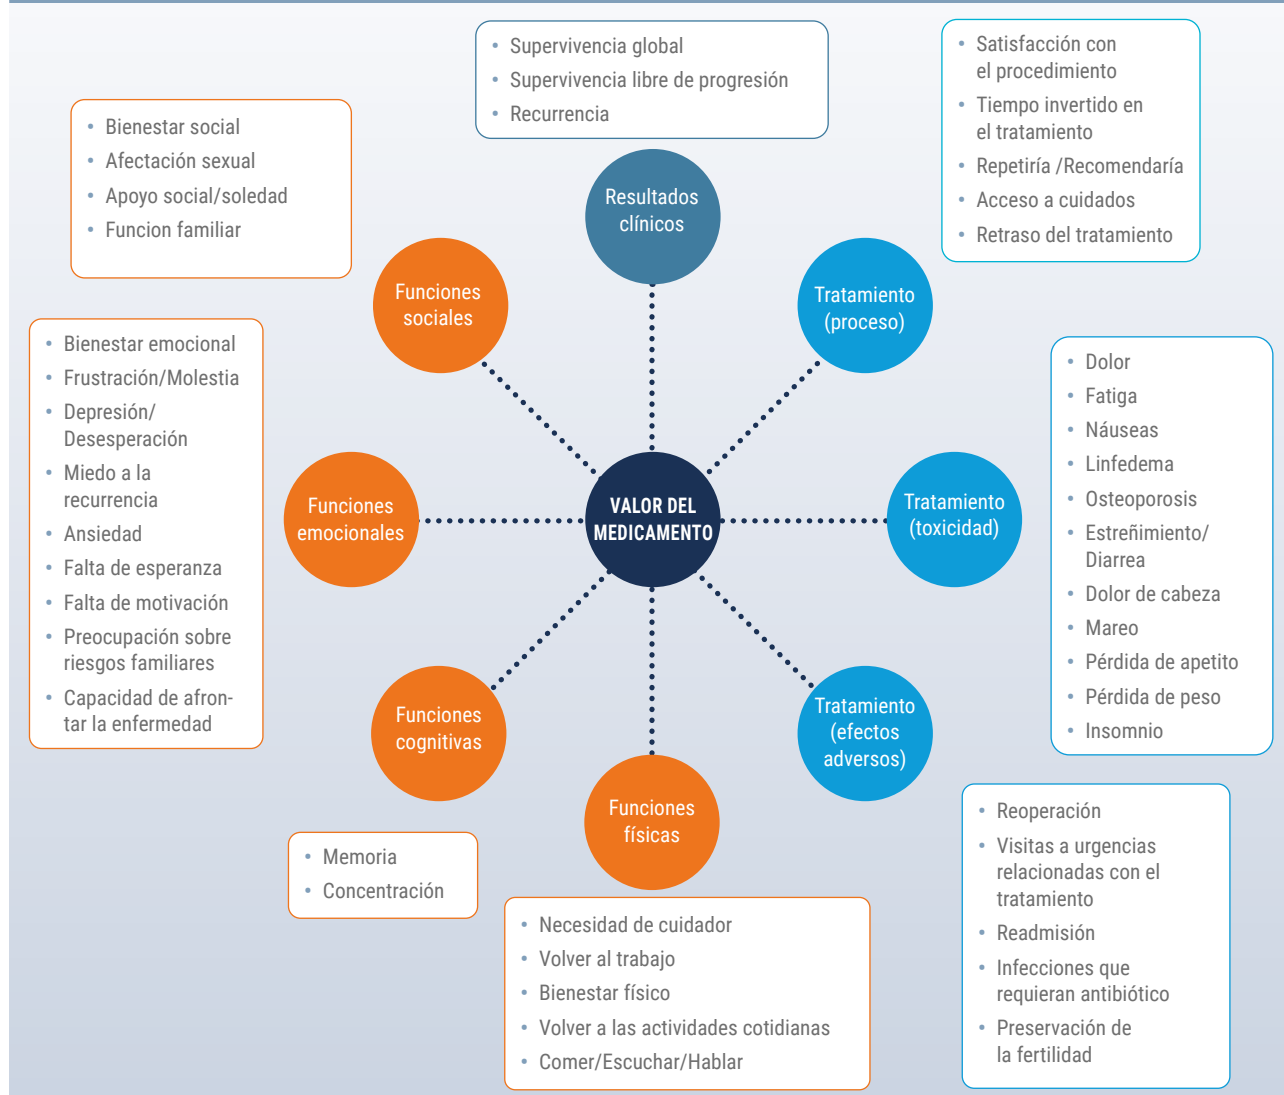 • Supervivencia global
• Supervivencia libre de progresión
• Recurrencia
Resultados
clínicos
• Satisfacción con
el procedimiento
• Tiempo invertido en
el tratamiento
• Repetiría /Recomendaría
• Acceso a cuidados
• Retraso del tratamiento
Tratamiento
(proceso)
• Dolor
• Fatiga
• Náuseas
• Linfedema
• Osteoporosis
• Estreñimiento/
Diarrea
• Dolor de cabeza
• Mareo
• Pérdida de apetito
• Pérdida de peso
• Insomnio
Tratamiento
(toxicidad)
• Reoperación
• Visitas a urgencias
relacionadas con el
tratamiento
• Readmisión
• Infecciones que
requieran antibiótico
• Preservación de
la fertilidad
Tratamiento
(efectos
adversos)
Funciones
físicas
• Necesidad de cuidador
• Volver al trabajo
• Bienestar físico
• Volver a las actividades cotidianas
• Comer/Escuchar/Hablar
Funciones
cognitivas
• Memoria
• Concentración
Funciones
emocionales
• Bienestar emocional
• Frustración/Molestia
• Depresión/
Desesperación
• Miedo a la
recurrencia
• Ansiedad
• Falta de esperanza
• Falta de motivación
• Preocupación sobre
riesgos familiares
• Capacidad de afron-
tar la enfermedad
Funciones
sociales
• Bienestar social
• Afectación sexual
• Apoyo social/soledad
• Funcion familiar
VALOR DEL
MEDICAMENTO